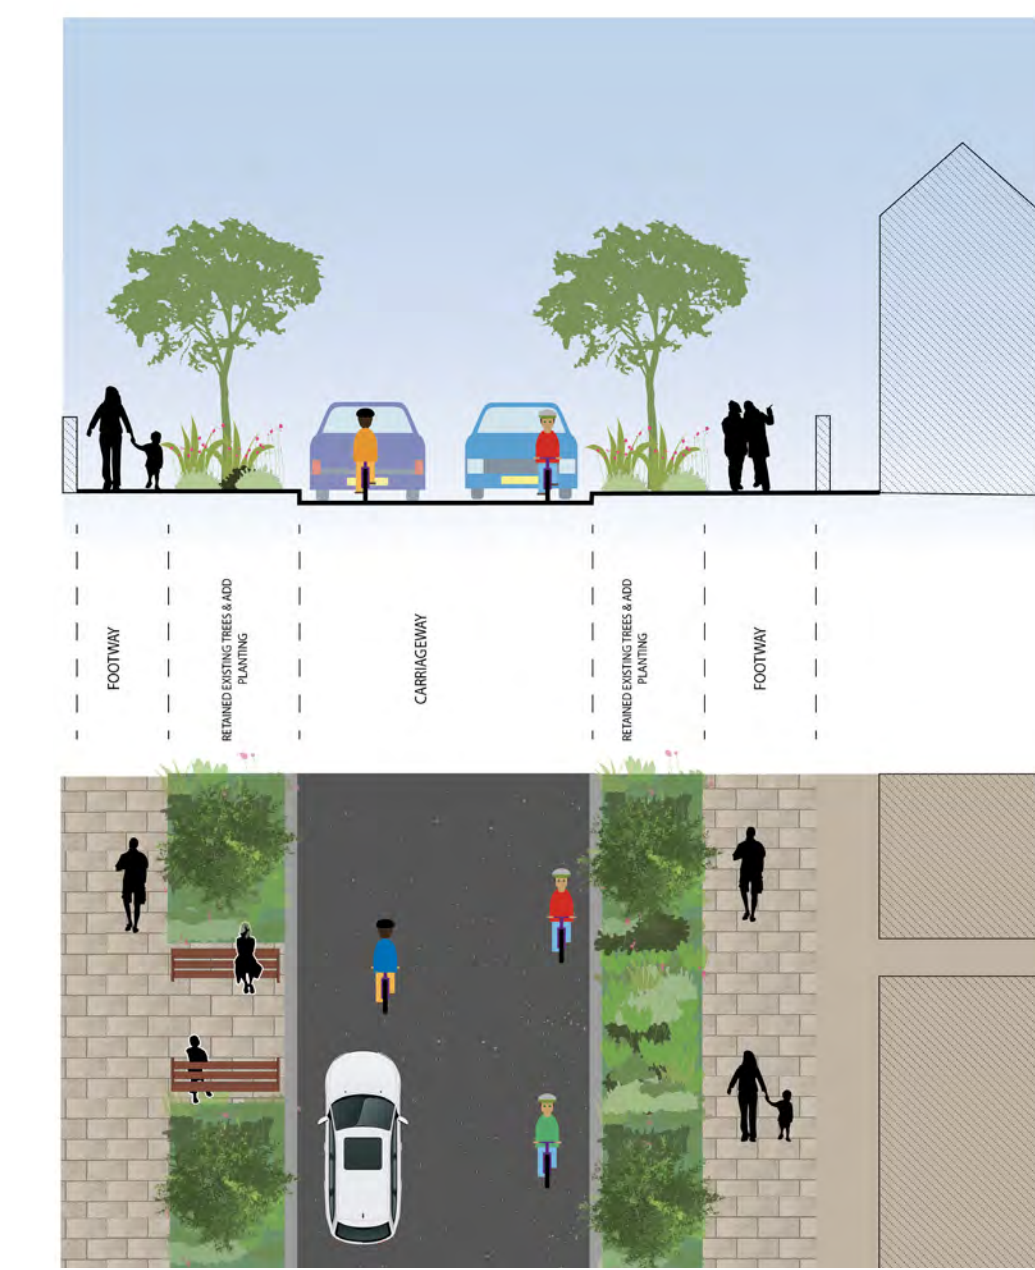 FOOTWAY
RETAINED EXISTING TREES & ADD
PLANTING
CARRIAGEWAY
RETAINED EXISTING TREES & ADD
PLANTING
FOOTWAY